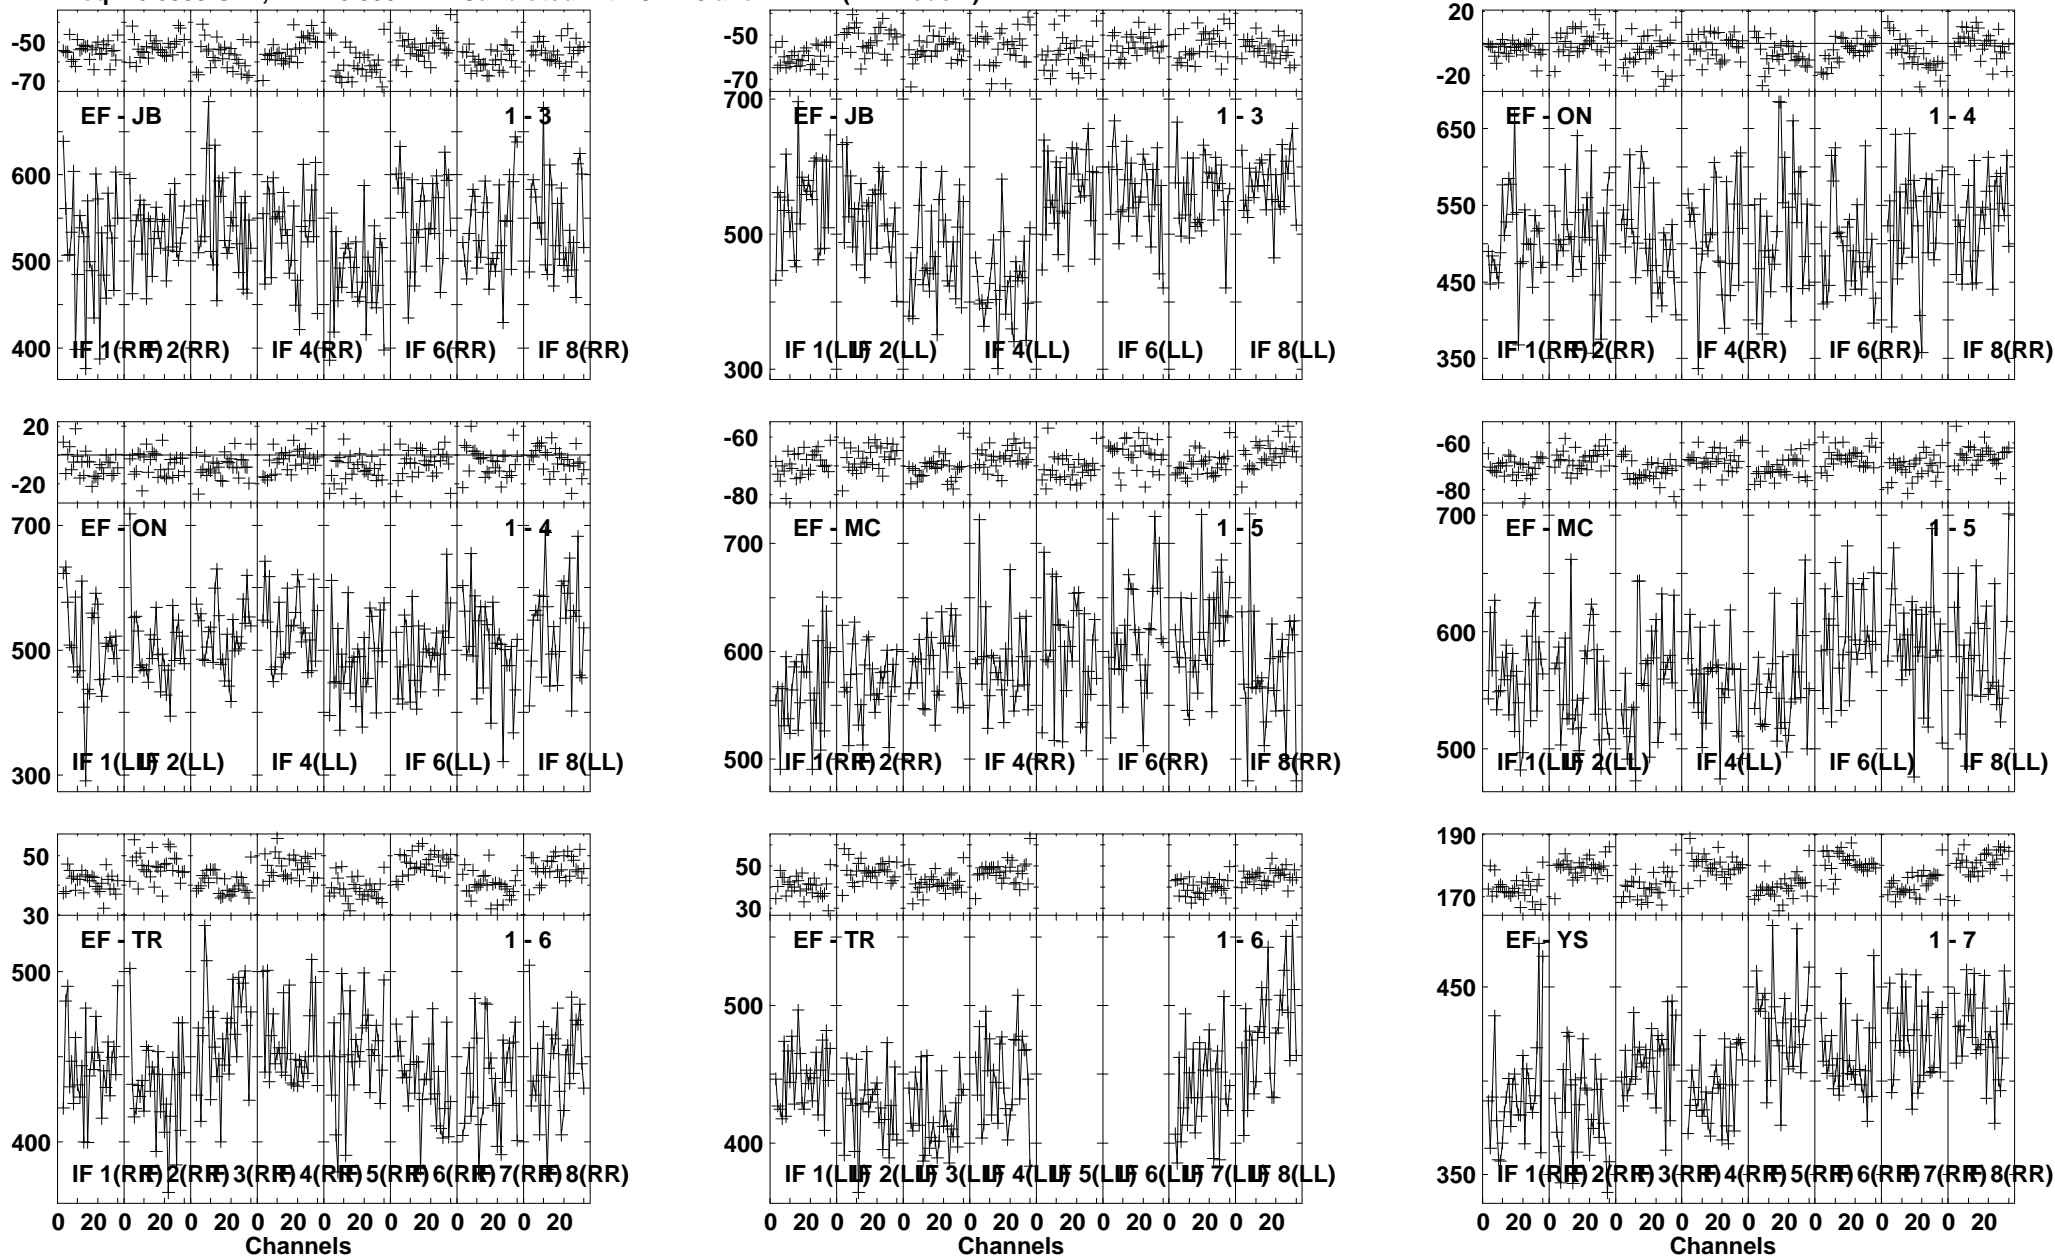 -50
-70
EF - JB 1 - 3
600
500
400
IF 1(RR) IF 2(RR) IF 4(RR) IF 6(RR) IF 8(RR)
-50
-70
700
EF - JB 1 - 3
500
300
IF 1(LL) IF 2(LL) IF 4(LL) IF 6(LL) IF 8(LL)
20
-20
EF - ON 1 - 4
650
550
450
350
IF 1(RR) IF 2(RR) IF 4(RR) IF 6(RR) IF 8(RR)
20
-20
700
EF - ON 1 - 4
500
300
IF 1(LL) IF 2(LL) IF 4(LL) IF 6(LL) IF 8(LL)
-60
-80
EF - MC 1 - 5
700
600
500
IF 1(RR) IF 2(RR) IF 4(RR) IF 6(RR) IF 8(RR)
-60
-80
700
EF - MC 1 - 5
600
500
IF 1(LL) IF 2(LL) IF 4(LL) IF 6(LL) IF 8(LL)
50
30
EF - TR 1 - 6
500
400
IF 1(RR) IF 2(RR) IF 3(RR) IF 4(RR) IF 5(RR) IF 6(RR) IF 7(RR) IF 8(RR)
0 20 0 20 0 20 0 20 0 20 0 20 0 20 0 20
Channels
50
30
EF - TR 1 - 6
500
400
IF 1(LL) IF 2(LL) IF 3(LL) IF 4(LL) IF 5(LL) IF 6(LL) IF 7(LL) IF 8(LL)
0 20 0 20 0 20 0 20 0 20 0 20 0 20 0 20
Channels
190
170
EF - YS 1 - 7
450
350
IF 1(RR) IF 2(RR) IF 3(RR) IF 4(RR) IF 5(RR) IF 6(RR) IF 7(RR) IF 8(RR)
0 20 0 20 0 20 0 20 0 20 0 20 0 20 0 20
Channels